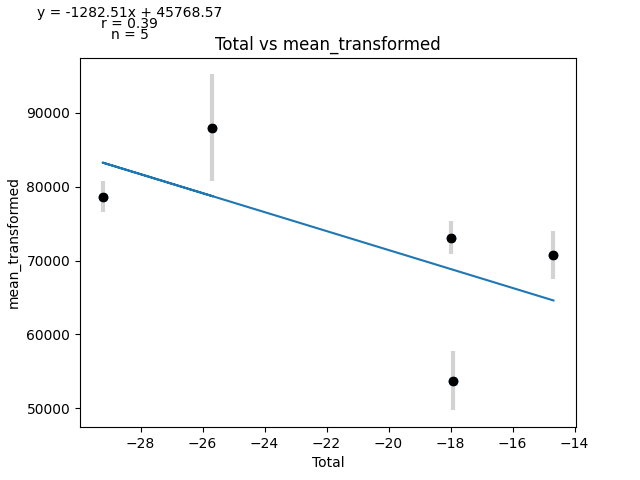 y = -1282.51x + 45768.57
r = 0.39
n = 5
Total vs mean_transformed
mean_transformed
90000
80000
70000
60000
50000
−28 −26 −24 −22 −20 −18 −16 −14
Total